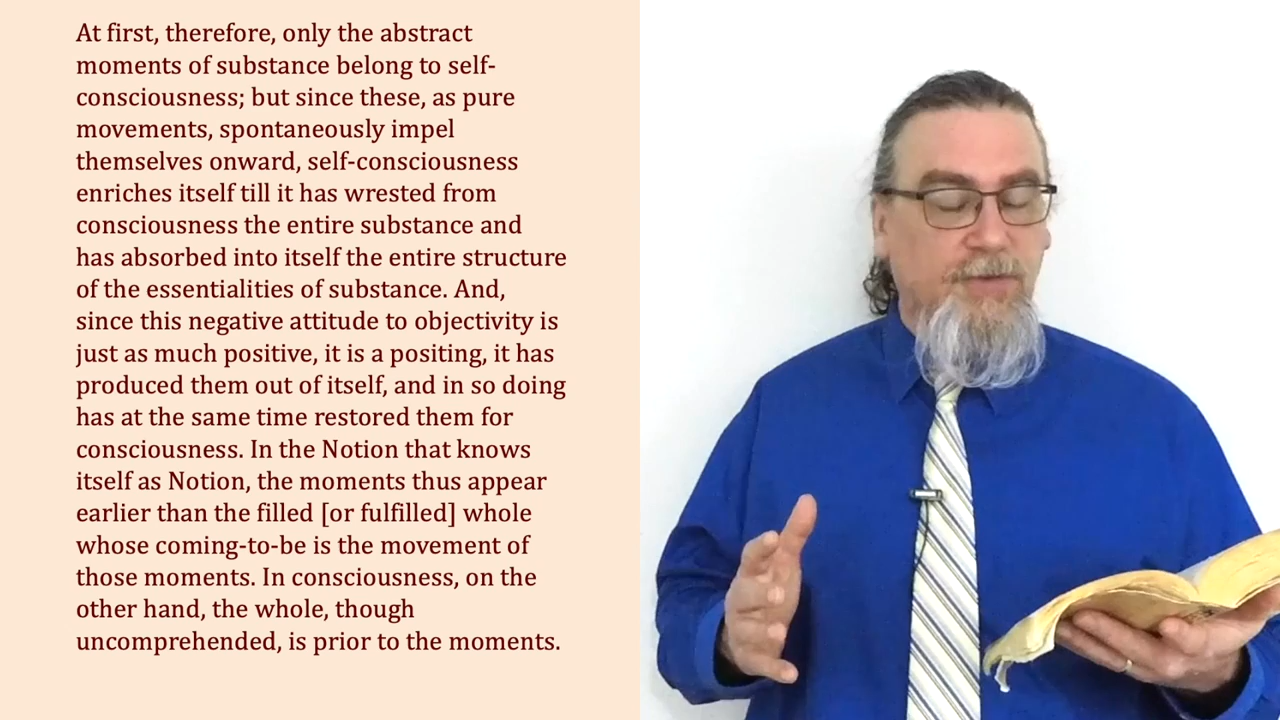 At first, therefore, only the abstract
moments of substance belong to self-
consciousness; but since these, as pure
movements, spontaneously impel
themselves onward, self-consciousness
enriches itself till it has wrested from
consciousness the entire substance and
has absorbed into itself the entire structure
of the essentialities of substance. And,
since this negative attitude to objectivity is
just as much positive, it is a positing, it has
produced them out of itself, and in so doing
has at the same time restored them for
consciousness. In the Notion that knows
itself as Notion, the moments thus appear
earlier than the filled [or fulfilled] whole
whose coming-to-be is the movement of
those moments. In consciousness, on the
other hand, the whole, though
uncomprehended, is prior to the moments.